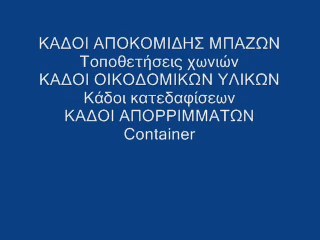 ΚΑΔΟΙ ΑΠΟΚΟΜΙΔΗΣ ΜΠΑΖΩΝ
Τοποθετήσεις χωνιών
ΚΑΔΟΙ ΟΙΚΟΔΟΜΙΚΩΝ ΥΛΙΚΩΝ
Κάδοι κατεδαφίσεων
ΚΑΔΟΙ ΑΠΟΡΡΙΜΜΑΤΩΝ
Container